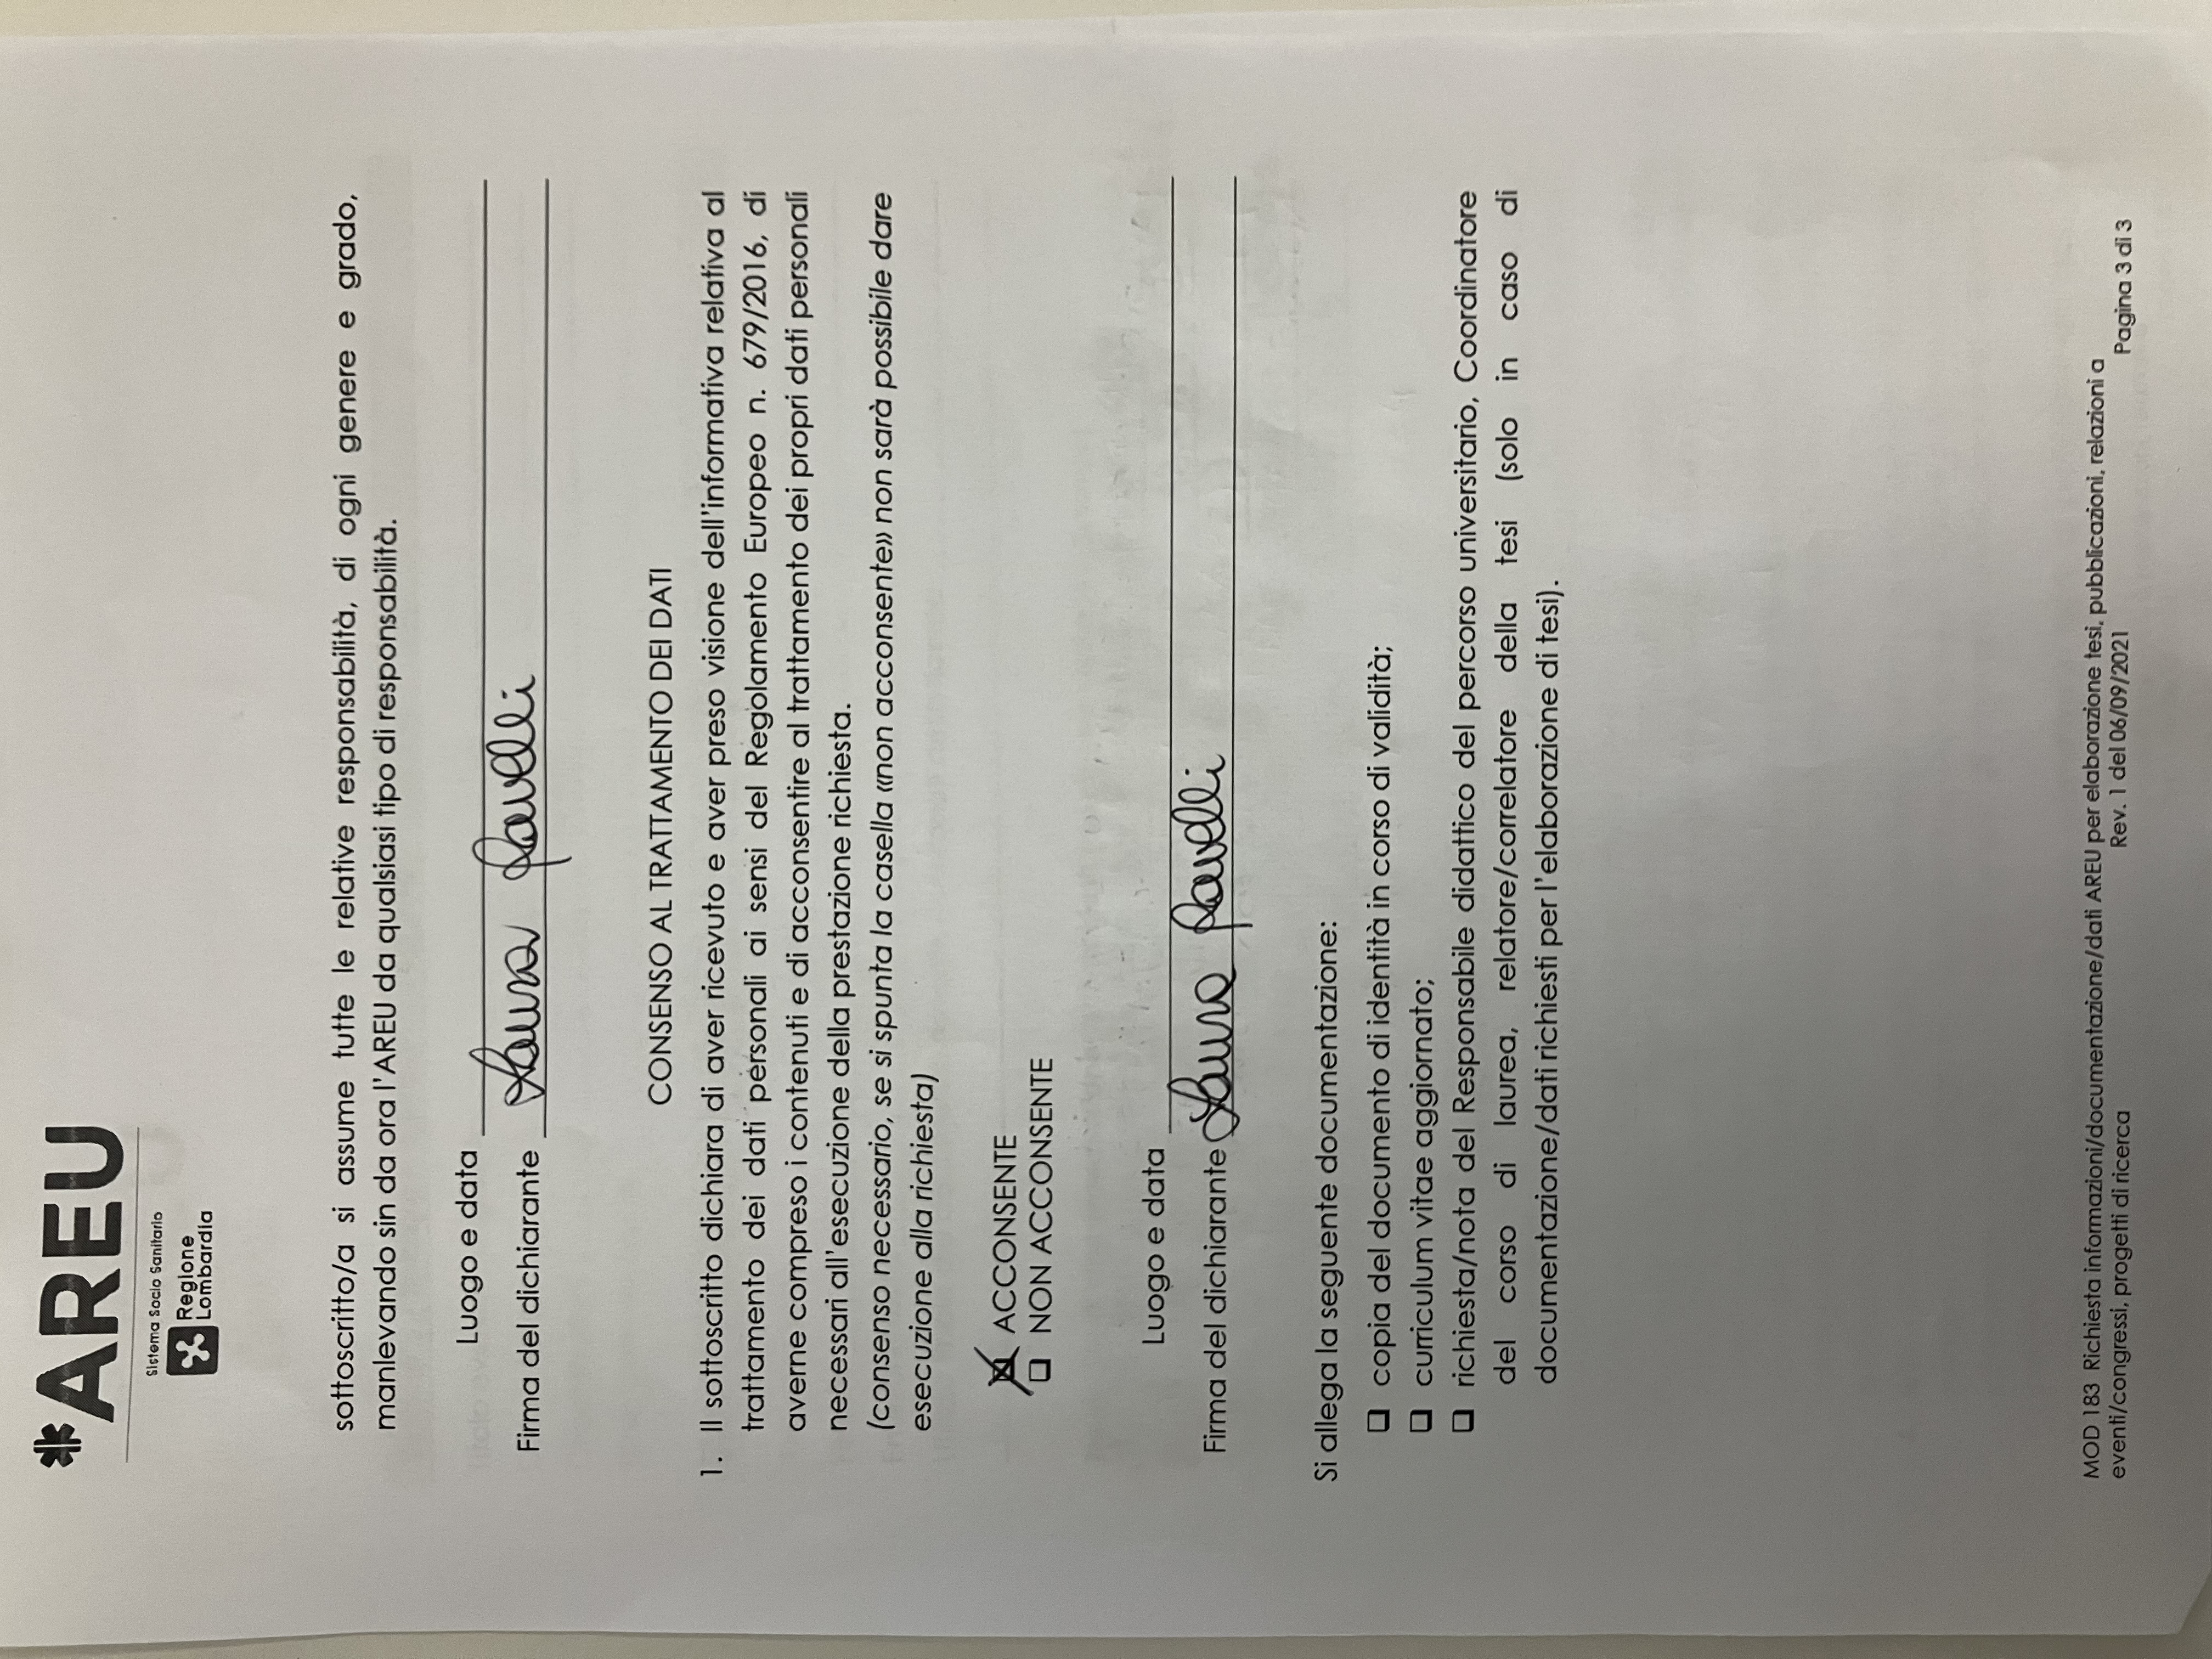 *AREU
Sistema Socio Sanitario
Regione
Lombardia
sottoscritto/a si assume tutte le relative responsabilità, di ogni genere e grado,
manlevando sin da ora l'AREU da qualsiasi tipo di responsabilità.
Luogo e data
Firma del dichiarante Laura Ravelli
CONSENSO AL TRATTAMENTO DEI DATI
1. Il sottoscritto dichiara di aver ricevuto e aver preso visione dell'informativa relativa al
trattamento dei dati personali ai sensi del Regolamento Europeo n. 679/2016, di
averne compreso i contenuti e di acconsentire al trattamento dei propri dati personali
necessari all'esecuzione della prestazione richiesta.
(consenso necessario, se si spunta la casella «non acconsente» non sarà possibile dare
esecuzione alla richiesta)
☒ ACCONSENTE
❑ NON ACCONSENTE
Luogo e data
Firma del dichiarante Laura Ravelli
Si allega la seguente documentazione:
❑ copia del documento di identità in corso di validità;
❑ curriculum vitae aggiornato;
❑ richiesta/nota del Responsabile didattico del percorso universitario, Coordinatore
del corso di laurea, relatore/correlatore della tesi (solo in caso di
documentazione/dati richiesti per l'elaborazione di tesi).
MOD 183 Richiesta informazioni/documentazione/dati AREU per elaborazione tesi, pubblicazioni, relazioni a
eventi/congressi, progetti di ricerca Rev. 1 del 06/09/2021 Pagina 3 di 3